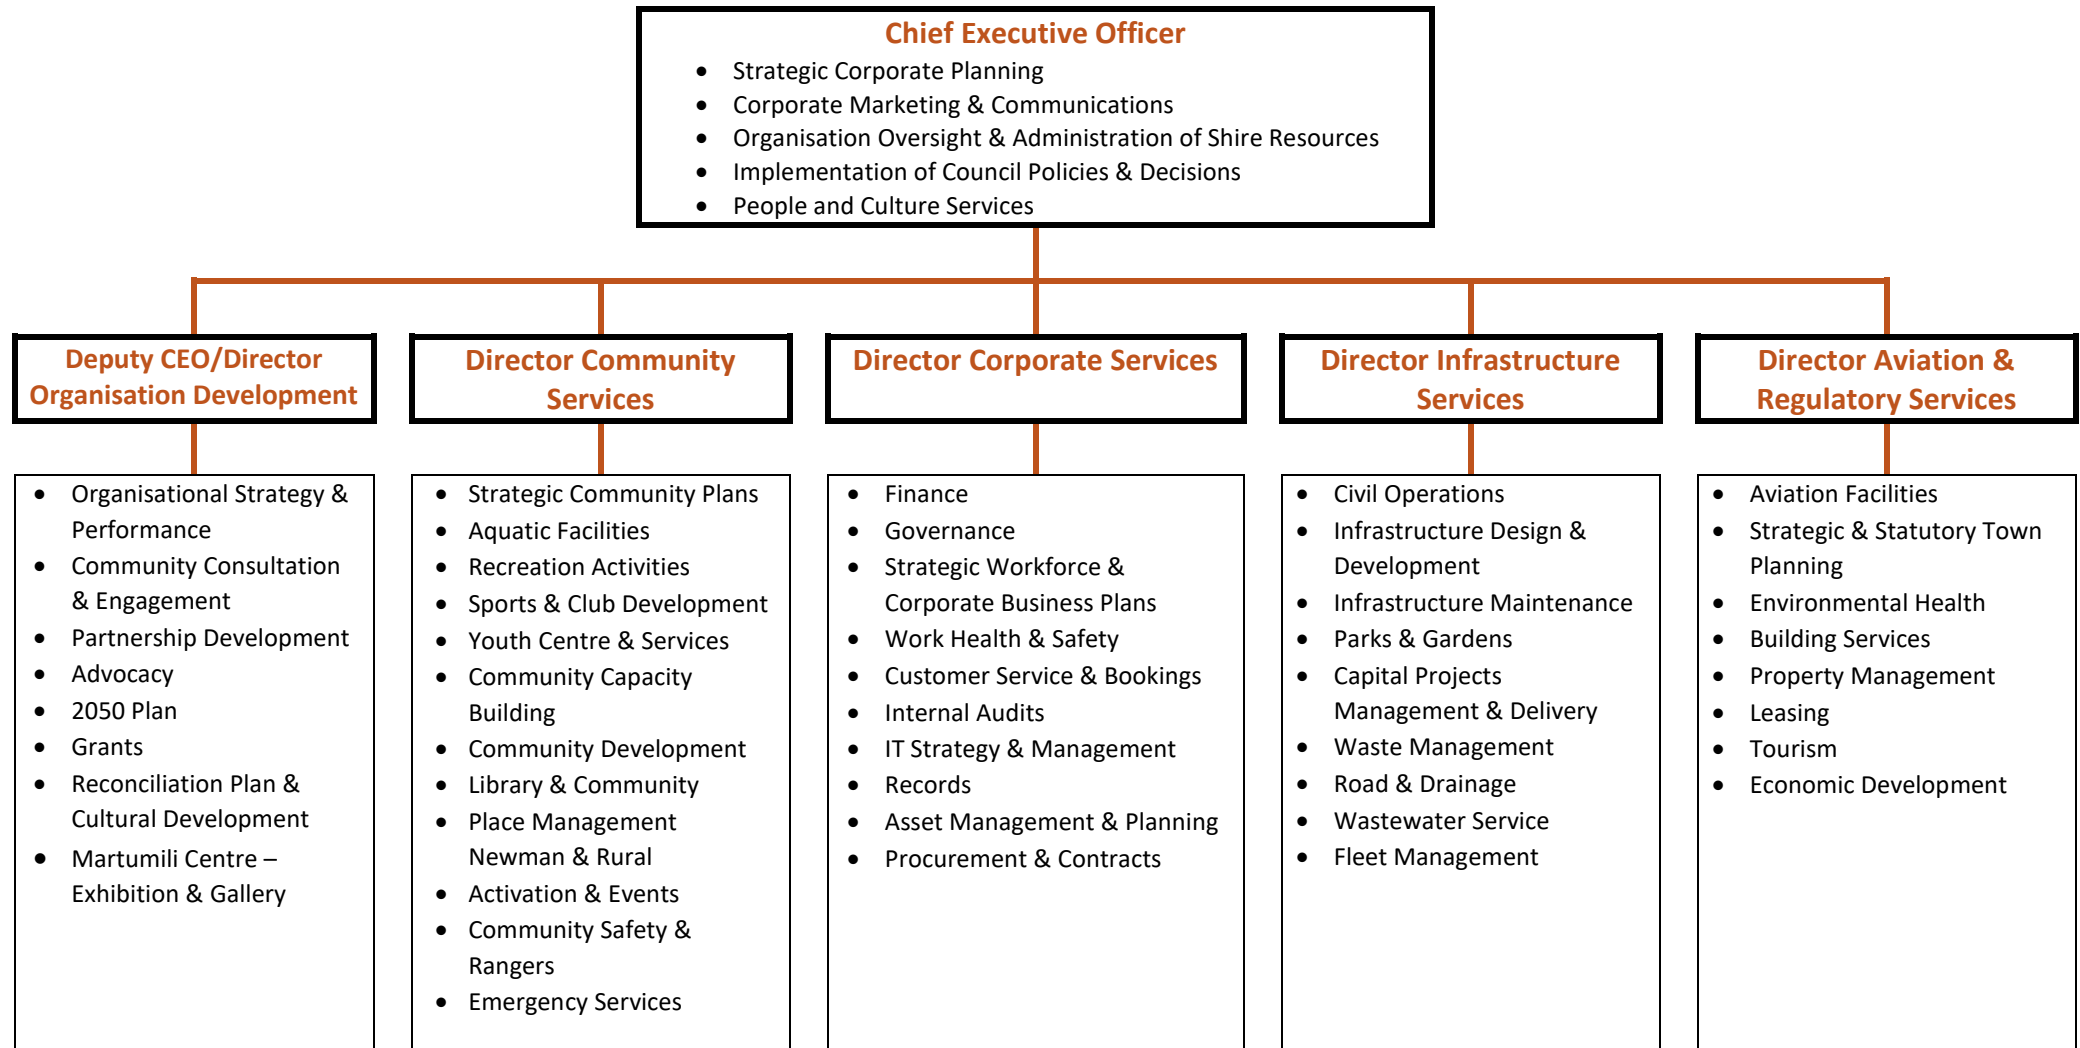 Chief Executive Officer
• Strategic Corporate Planning
• Corporate Marketing & Communications
• Organisation Oversight & Administration of Shire Resources
• Implementation of Council Policies & Decisions
• People and Culture Services
Deputy CEO/Director
Organisation Development
• Organisational Strategy &
Performance
• Community Consultation
& Engagement
• Partnership Development
• Advocacy
• 2050 Plan
• Grants
• Reconciliation Plan &
Cultural Development
• Martumili Centre –
Exhibition & Gallery
Director Community
Services
• Strategic Community Plans
• Aquatic Facilities
• Recreation Activities
• Sports & Club Development
• Youth Centre & Services
• Community Capacity
Building
• Community Development
• Library & Community
• Place Management
Newman & Rural
• Activation & Events
• Community Safety &
Rangers
• Emergency Services
Director Corporate Services
• Finance
• Governance
• Strategic Workforce &
Corporate Business Plans
• Work Health & Safety
• Customer Service & Bookings
• Internal Audits
• IT Strategy & Management
• Records
• Asset Management & Planning
• Procurement & Contracts
Director Infrastructure
Services
• Civil Operations
• Infrastructure Design &
Development
• Infrastructure Maintenance
• Parks & Gardens
• Capital Projects
Management & Delivery
• Waste Management
• Road & Drainage
• Wastewater Service
• Fleet Management
Director Aviation &
Regulatory Services
• Aviation Facilities
• Strategic & Statutory Town
Planning
• Environmental Health
• Building Services
• Property Management
• Leasing
• Tourism
• Economic Development